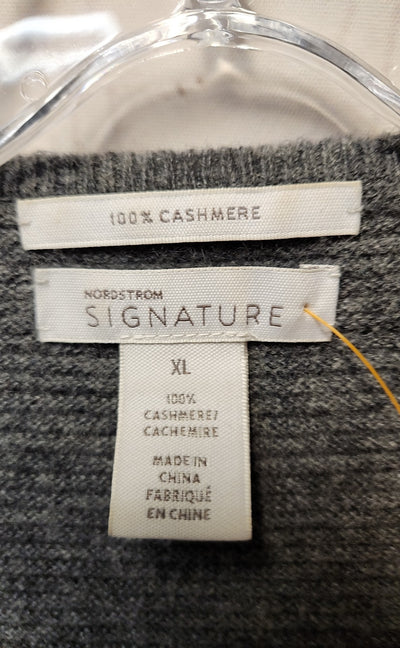 100% CASHMERE
NORDSTROM
SIGNATURE
XL
100%
CASHMERE/
CACHEMIRE
MADE IN
CHINA
FABRIQUÉ
EN CHINE